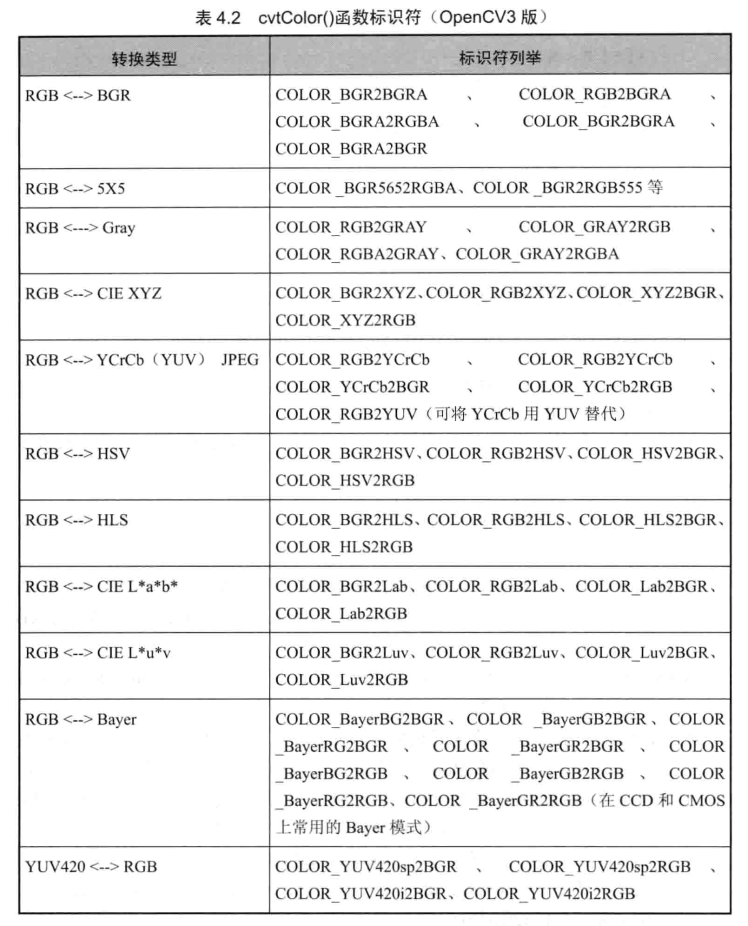 表 4.2 cvtColor()函数标识符（OpenCV3 版）
转换类型 标识符列举
RGB <--> BGR COLOR_BGR2BGRA 、 COLOR_RGB2BGRA 、
COLOR_BGRA2RGBA 、 COLOR_BGR2BGRA 、
COLOR_BGRA2BGR
RGB <--> 5X5 COLOR _BGR5652RGBA、COLOR _BGR2RGB555 等
RGB <---> Gray COLOR_RGB2GRAY 、 COLOR_GRAY2RGB 、
COLOR_RGBA2GRAY、COLOR_GRAY2RGBA
RGB <--> CIE XYZ COLOR_BGR2XYZ、COLOR_RGB2XYZ、COLOR_XYZ2BGR、
COLOR_XYZ2RGB
RGB <--> YCrCb（YUV） JPEG COLOR_RGB2YCrCb 、 COLOR_RGB2YCrCb 、
COLOR_YCrCb2BGR 、 COLOR_YCrCb2RGB 、
COLOR_RGB2YUV（可将 YCrCb 用 YUV 替代）
RGB <--> HSV COLOR_BGR2HSV、COLOR_RGB2HSV、COLOR_HSV2BGR、
COLOR_HSV2RGB
RGB <--> HLS COLOR_BGR2HLS、COLOR_RGB2HLS、COLOR_HLS2BGR、
COLOR_HLS2RGB
RGB <--> CIE L*a*b* COLOR_BGR2Lab、COLOR_RGB2Lab、COLOR_Lab2BGR、
COLOR_Lab2RGB
RGB <--> CIE L*u*v COLOR_BGR2Luv、COLOR_RGB2Luv、COLOR_Luv2BGR、
COLOR_Luv2RGB
RGB <--> Bayer COLOR_BayerBG2BGR 、 COLOR _BayerGB2BGR 、 COLOR
_BayerRG2BGR 、 COLOR _BayerGR2BGR 、 COLOR
_BayerBG2RGB 、 COLOR _BayerGB2RGB 、 COLOR
_BayerRG2RGB、COLOR _BayerGR2RGB（在 CCD 和 CMOS
上常用的 Bayer 模式）
YUV420 <--> RGB COLOR_YUV420sp2BGR 、 COLOR_YUV420sp2RGB 、
COLOR_YUV420i2BGR、COLOR_YUV420i2RGB